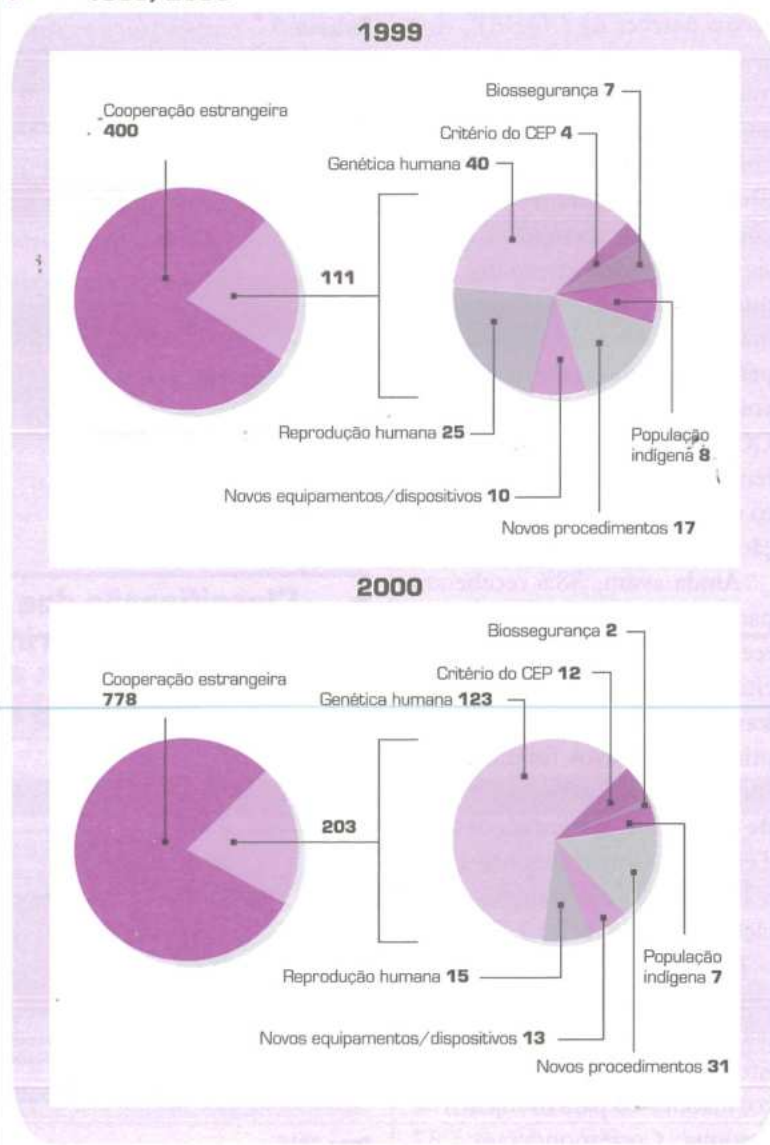 1999
Cooperação estrangeira
400
Biossegurança 7
Critério do CEP 4
Genética humana 40
111
Reprodução humana 25
População
indígena 8
Novos equipamentos/dispositivos 10
Novos procedimentos 17
2000
Biossegurança 2
Cooperação estrangeira
778
Critério do CEP 12
Genética humana 123
203
População
indígena 7
Reprodução humana 15
Novos equipamentos/dispositivos 13
Novos procedimentos 31